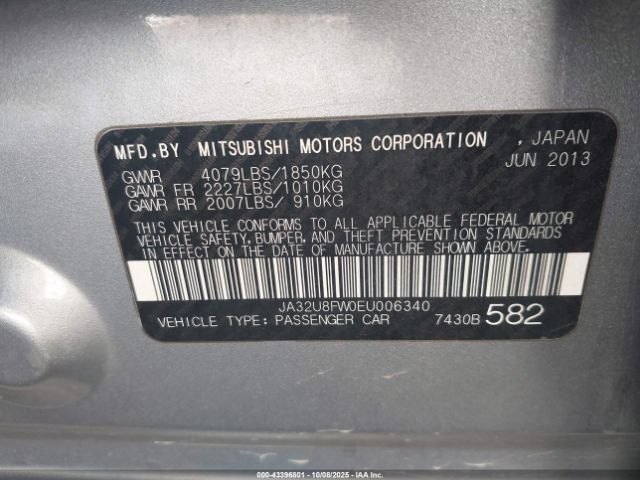 MFD.BY MITSUBISHI MOTORS CORPORATION , JAPAN
JUN 2013
GVWR 4079LBS/1850KG
GAWR FR 2227LBS/1010KG
GAWR RR 2007LBS/ 910KG
THIS VEHICLE CONFORMS TO ALL APPLICABLE FEDERAL MOTOR
VEHICLE SAFETY, BUMPER, AND THEFT PREVENTION STANDARDS
IN EFFECT ON THE DATE OF MANUFACTURE SHOWN ABOVE.
JA32U8FW0EU006340
VEHICLE TYPE: PASSENGER CAR 7430B 582
000-43396801 - 10/08/2025 - Copyright © IAA, LLC